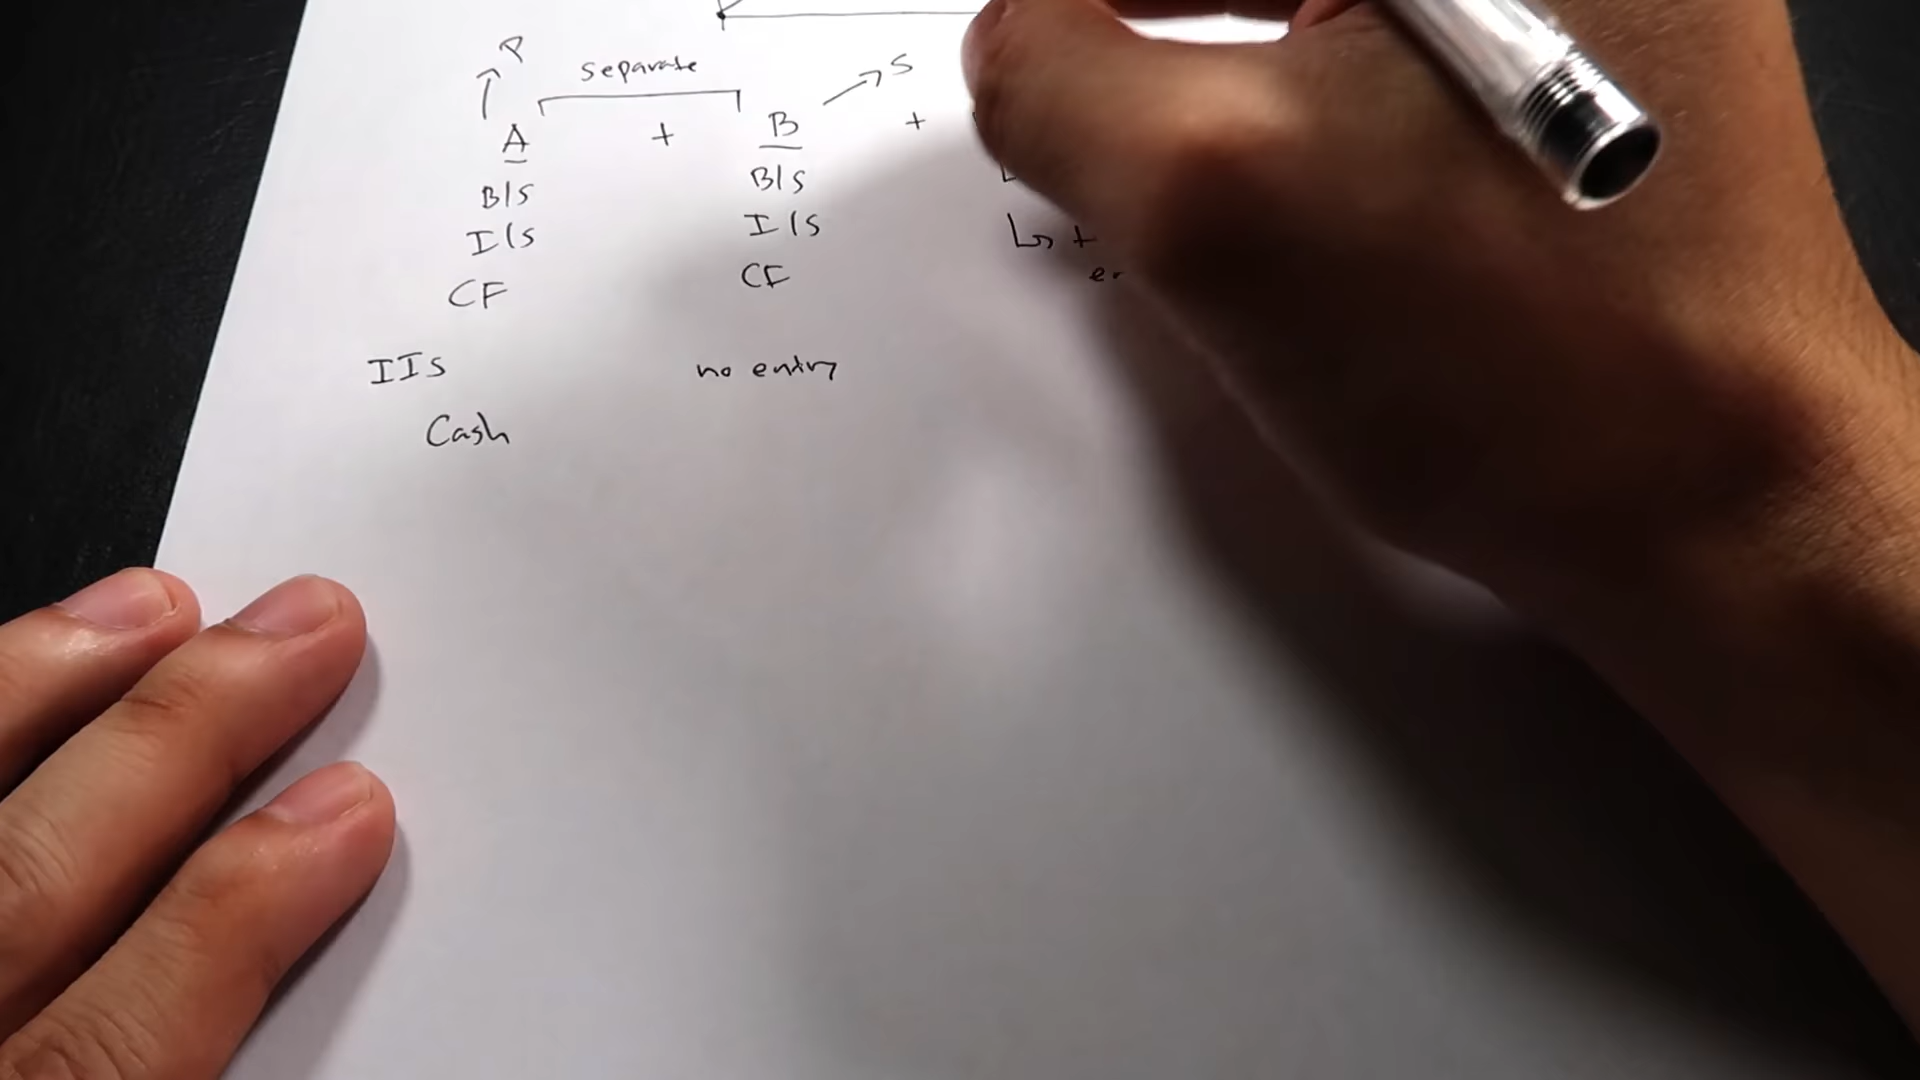 P
separate
S
A + B +
B/S B/S
I/S I/S
CF CF
IIS no entry
Cash